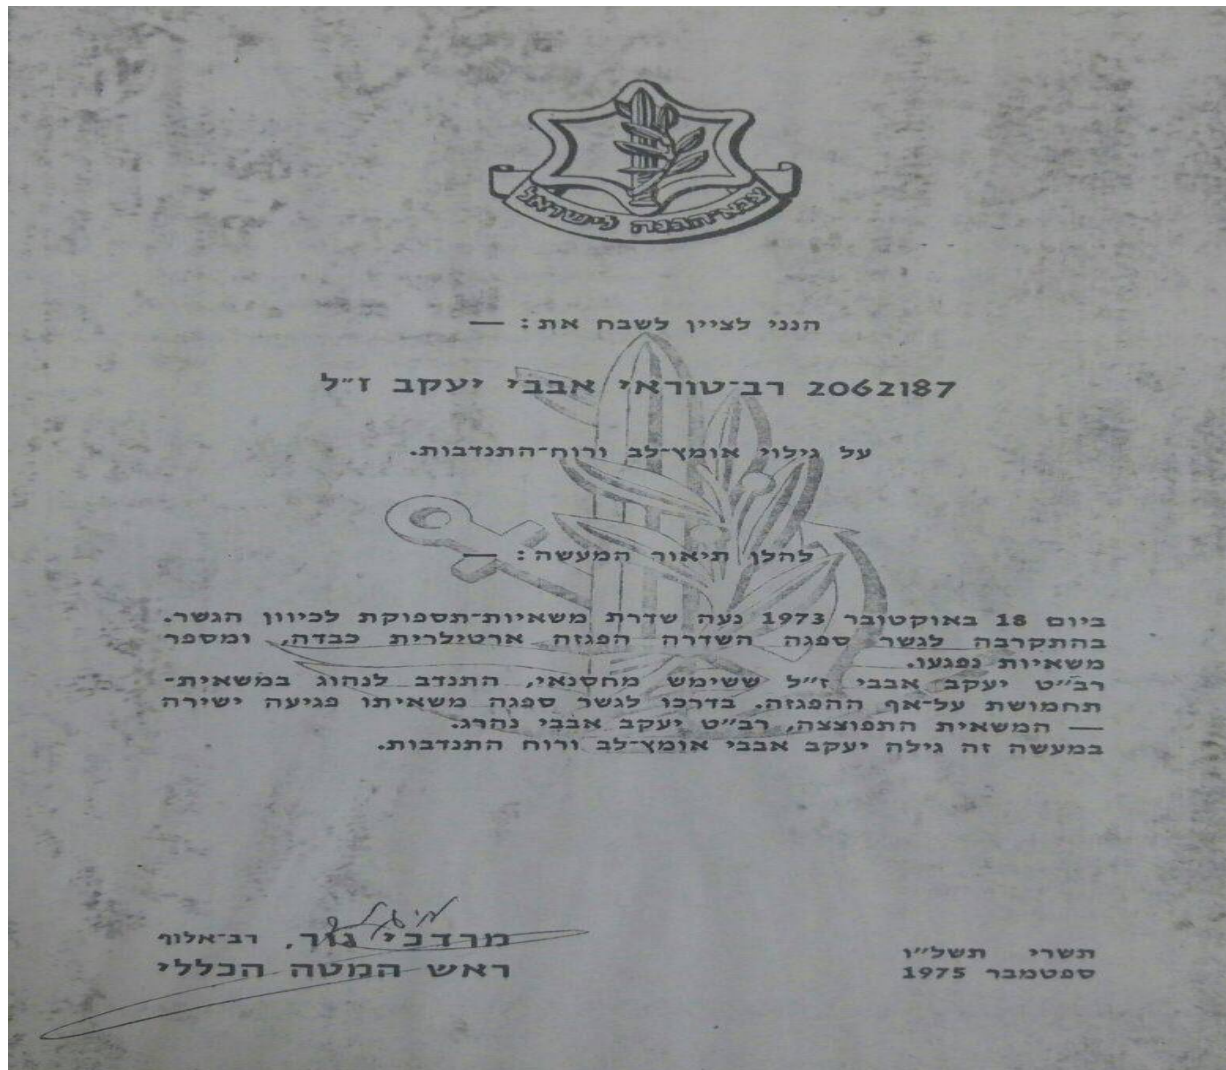 צבא הגנה לישראל
הנני לציין לשבח את: —
2062187 רב־טוראי אבבי יעקב ז״ל
על גילוי אומץ־לב ורוח־התנדבות.
להלן תיאור המעשה: —
ביום 18 באוקטובר 1973 נעה שדרת משאיות־תספוקת לכיוון הגשר.
בהתקרבה לגשר ספגה השדרה הפגזה ארטילרית כבדה, ומספר
משאיות נפגעו.
רב״ט יעקב אבבי ז״ל ששימש מחסנאי, התנדב לנהוג במשאית־
תחמושת על־אף ההפגזה. בדרכו לגשר ספגה משאיתו פגיעה ישירה
— המשאית התפוצצה, רב״ט יעקב אבבי נהרג.
במעשה זה גילה יעקב אבבי אומץ־לב ורוח התנדבות.
מרדכי גור, רב־אלוף
ראש המטה הכללי
תשרי תשל״ו
ספטמבר 1975